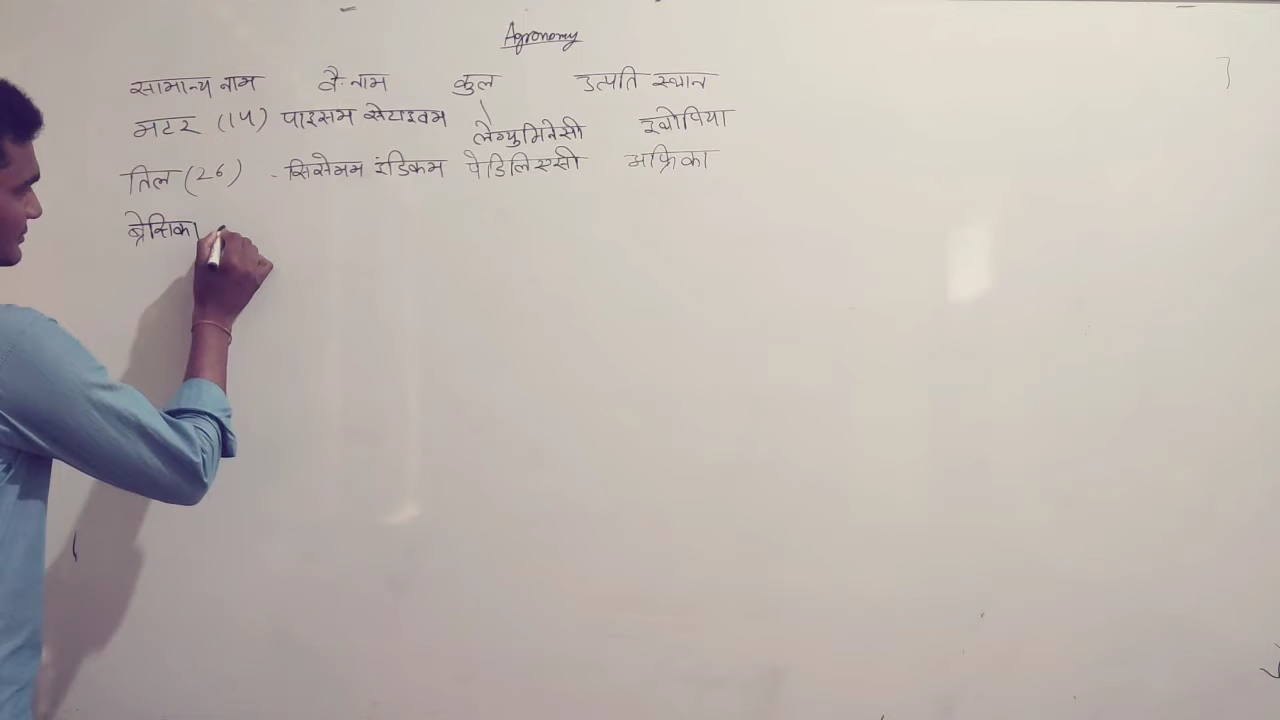 Agronomy
सामान्य नाम वै. नाम कुल उत्पति स्थान
मटर (14) पाइसम सेटाइवम लेग्युमिनेसी इथोपिया
तिल (26) - सिसेमम इंडिकम पेडिलिएसी अफ्रिका
ब्रेसिका